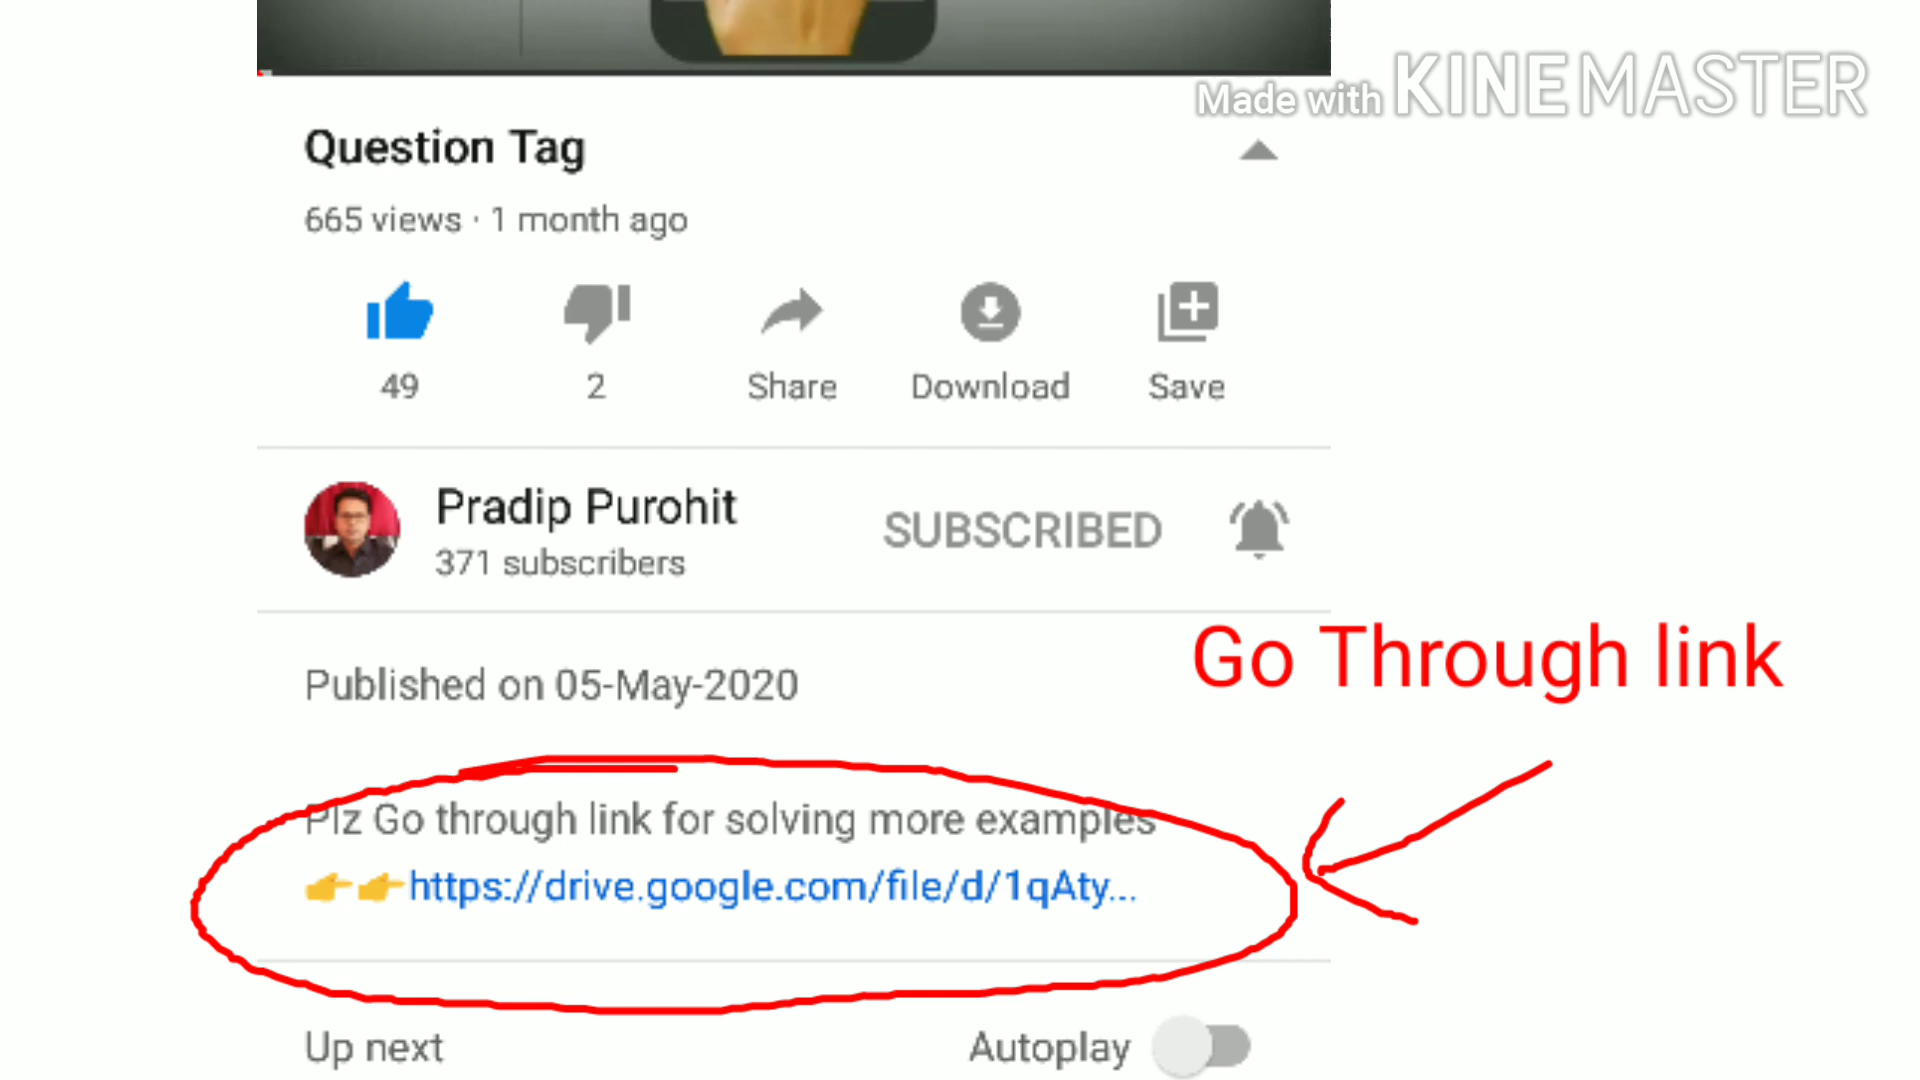 Made with KINEMASTER
Question Tag
665 views · 1 month ago
49
2
Share
Download
Save
Pradip Purohit
371 subscribers
SUBSCRIBED
Published on 05-May-2020
Go Through link
Plz Go through link for solving more examples
👉👉https://drive.google.com/file/d/1qAty...
Up next
Autoplay